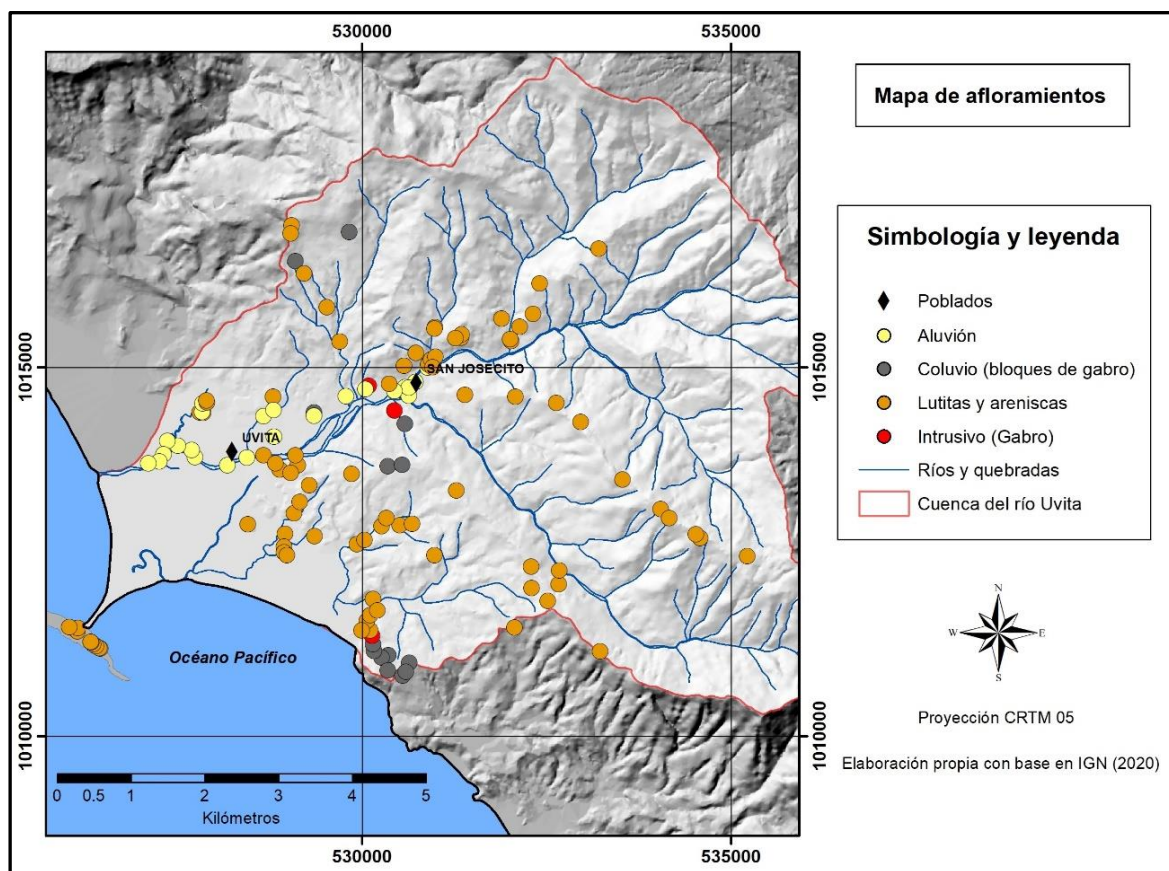 530000
535000
1015000
1015000
SAN JOSECITO
UVITA
Océano Pacífico
1010000
1010000
0 0.5 1 2 3 4 5
Kilómetros
530000
535000
Mapa de afloramientos
Simbología y leyenda
Poblados
Aluvión
Coluvio (bloques de gabro)
Lutitas y areniscas
Intrusivo (Gabro)
Ríos y quebradas
Cuenca del río Uvita
N
W E
S
Proyección CRTM 05
Elaboración propia con base en IGN (2020)